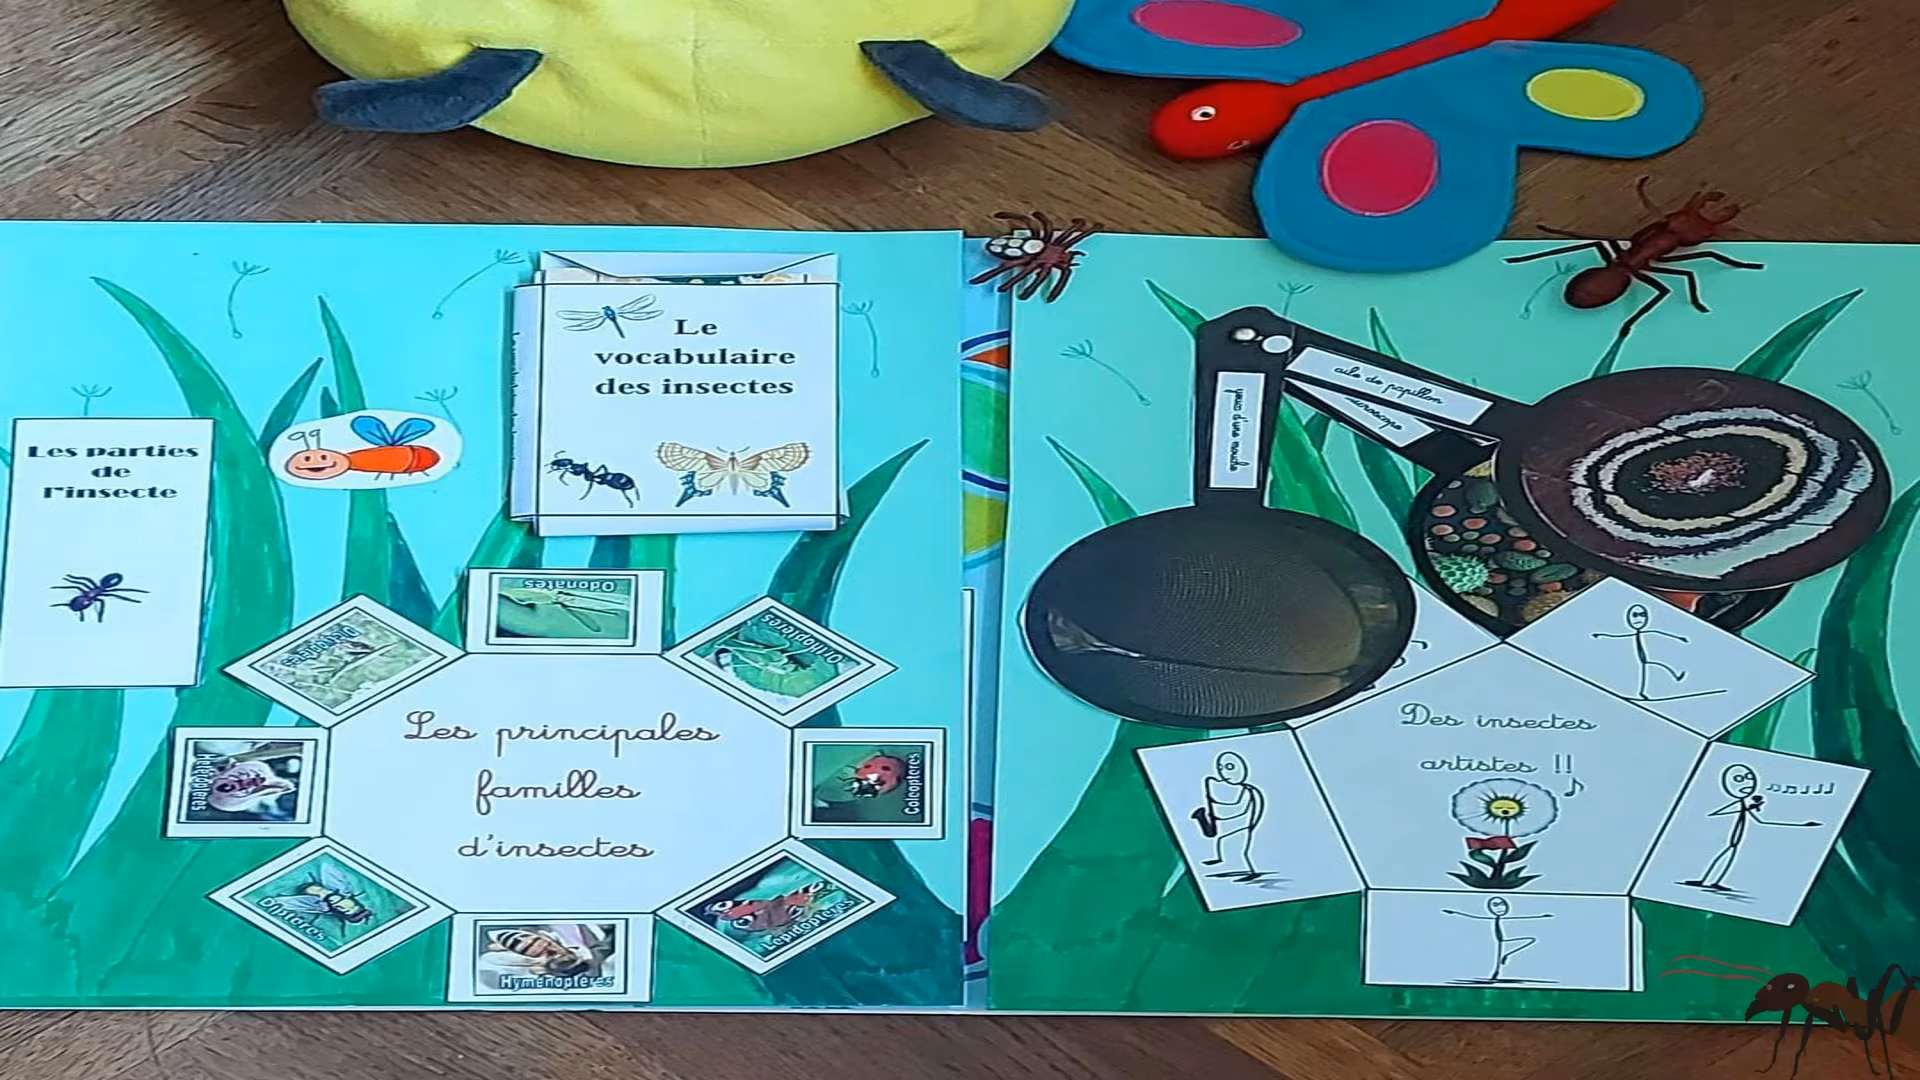 Le
vocabulaire
des insectes
Les parties
de
l'insecte
Odonates
Orthoptères
Coléoptères
Lépidoptères
Hyménoptères
Diptères
Hétéroptères
Les principales
familles
d'insectes
aile de papillon
Des insectes
artistes !!